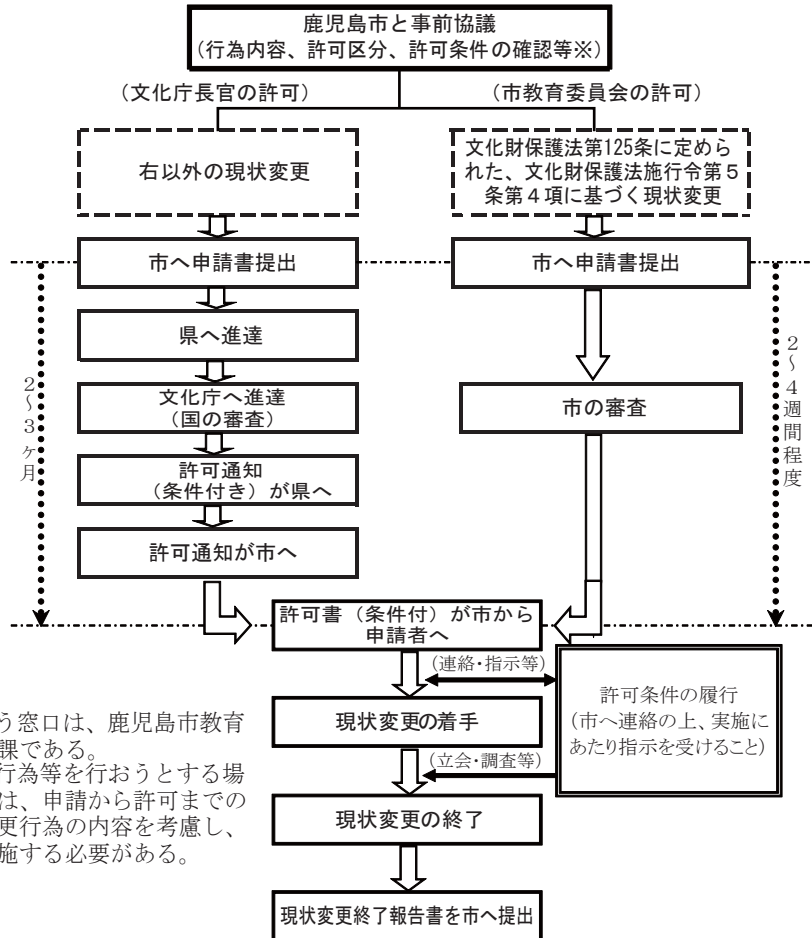 鹿児島市と事前協議
(行為内容、許可区分、許可条件の確認等※)
(文化庁長官の許可)
(市教育委員会の許可)
右以外の現状変更
文化財保護法第125条に定めら
れた、文化財保護法施行令第5
条第4項に基づく現状変更
市へ申請書提出
市へ申請書提出
県へ進達
文化庁へ進達
(国の審査)
許可通知
(条件付き)が県へ
許可通知が市へ
2~3ヶ月
市の審査
2~4週間程度
許可書(条件付)が市から
申請者へ
(連絡・指示等)
許可条件の履行
(市へ連絡の上、実施に
あたり指示を受けること)
現状変更の着手
(立会・調査等)
現状変更の終了
現状変更終了報告書を市へ提出
う窓口は、鹿児島市教育
課である。
行為等を行おうとする場
は、申請から許可までの
更行為の内容を考慮し、
施する必要がある。